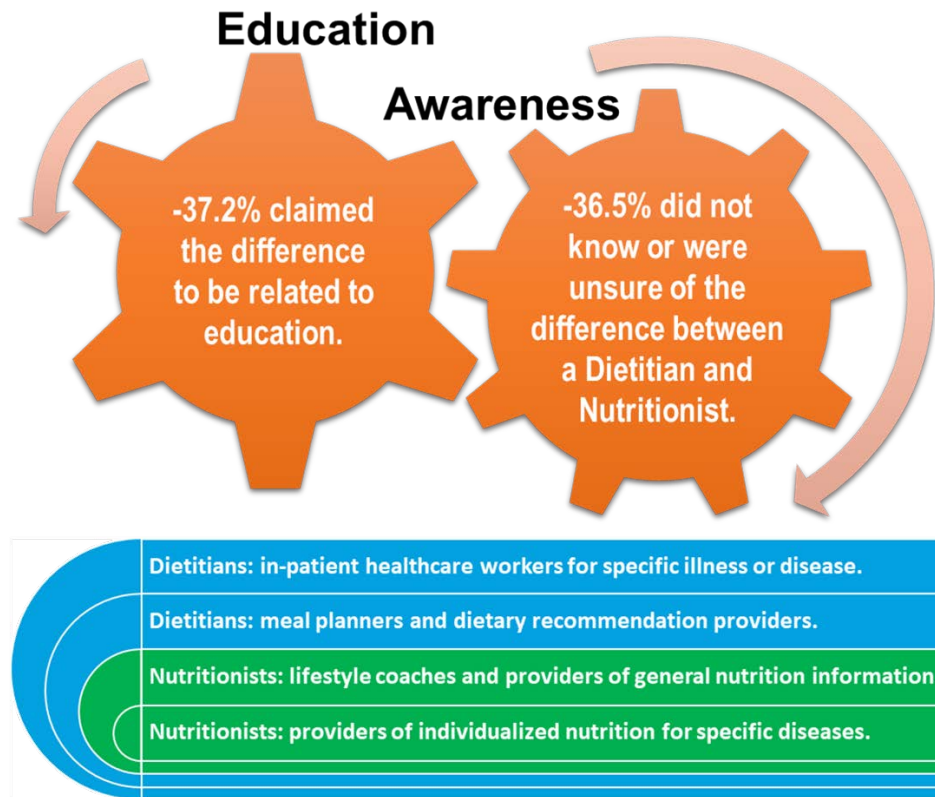 Education
Awareness
-37.2% claimed
the difference
to be related to
education.
-36.5% did not
know or were
unsure of the
difference between
a Dietitian and
Nutritionist.
Dietitians: in-patient healthcare workers for specific illness or disease.
Dietitians: meal planners and dietary recommendation providers.
Nutritionists: lifestyle coaches and providers of general nutrition information
Nutritionists: providers of individualized nutrition for specific diseases.